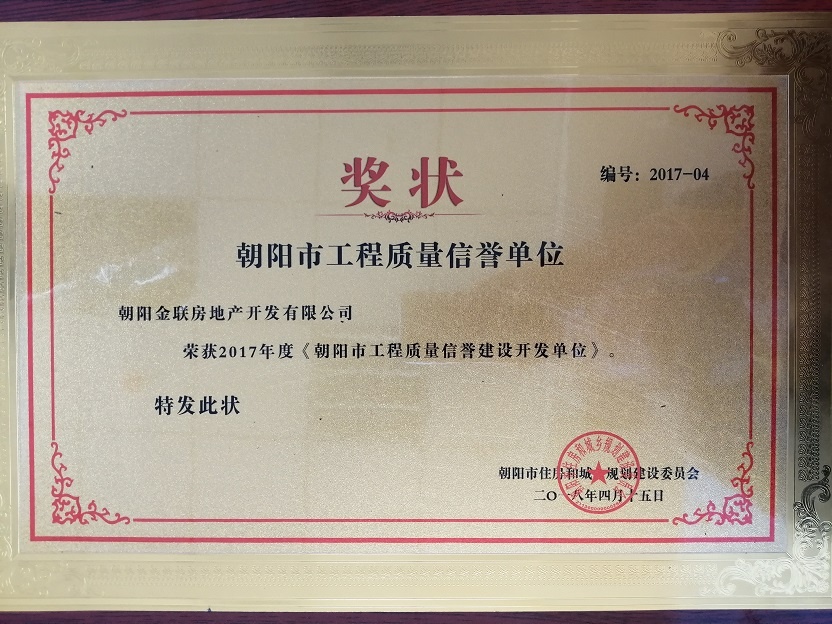 奖状
编号：2017-04
朝阳市工程质量信誉单位
朝阳金联房地产开发有限公司
荣获2017年度《朝阳市工程质量信誉建设开发单位》。
特发此状
朝阳市住房和城 规划建设委员会
二〇一八年四月十五日